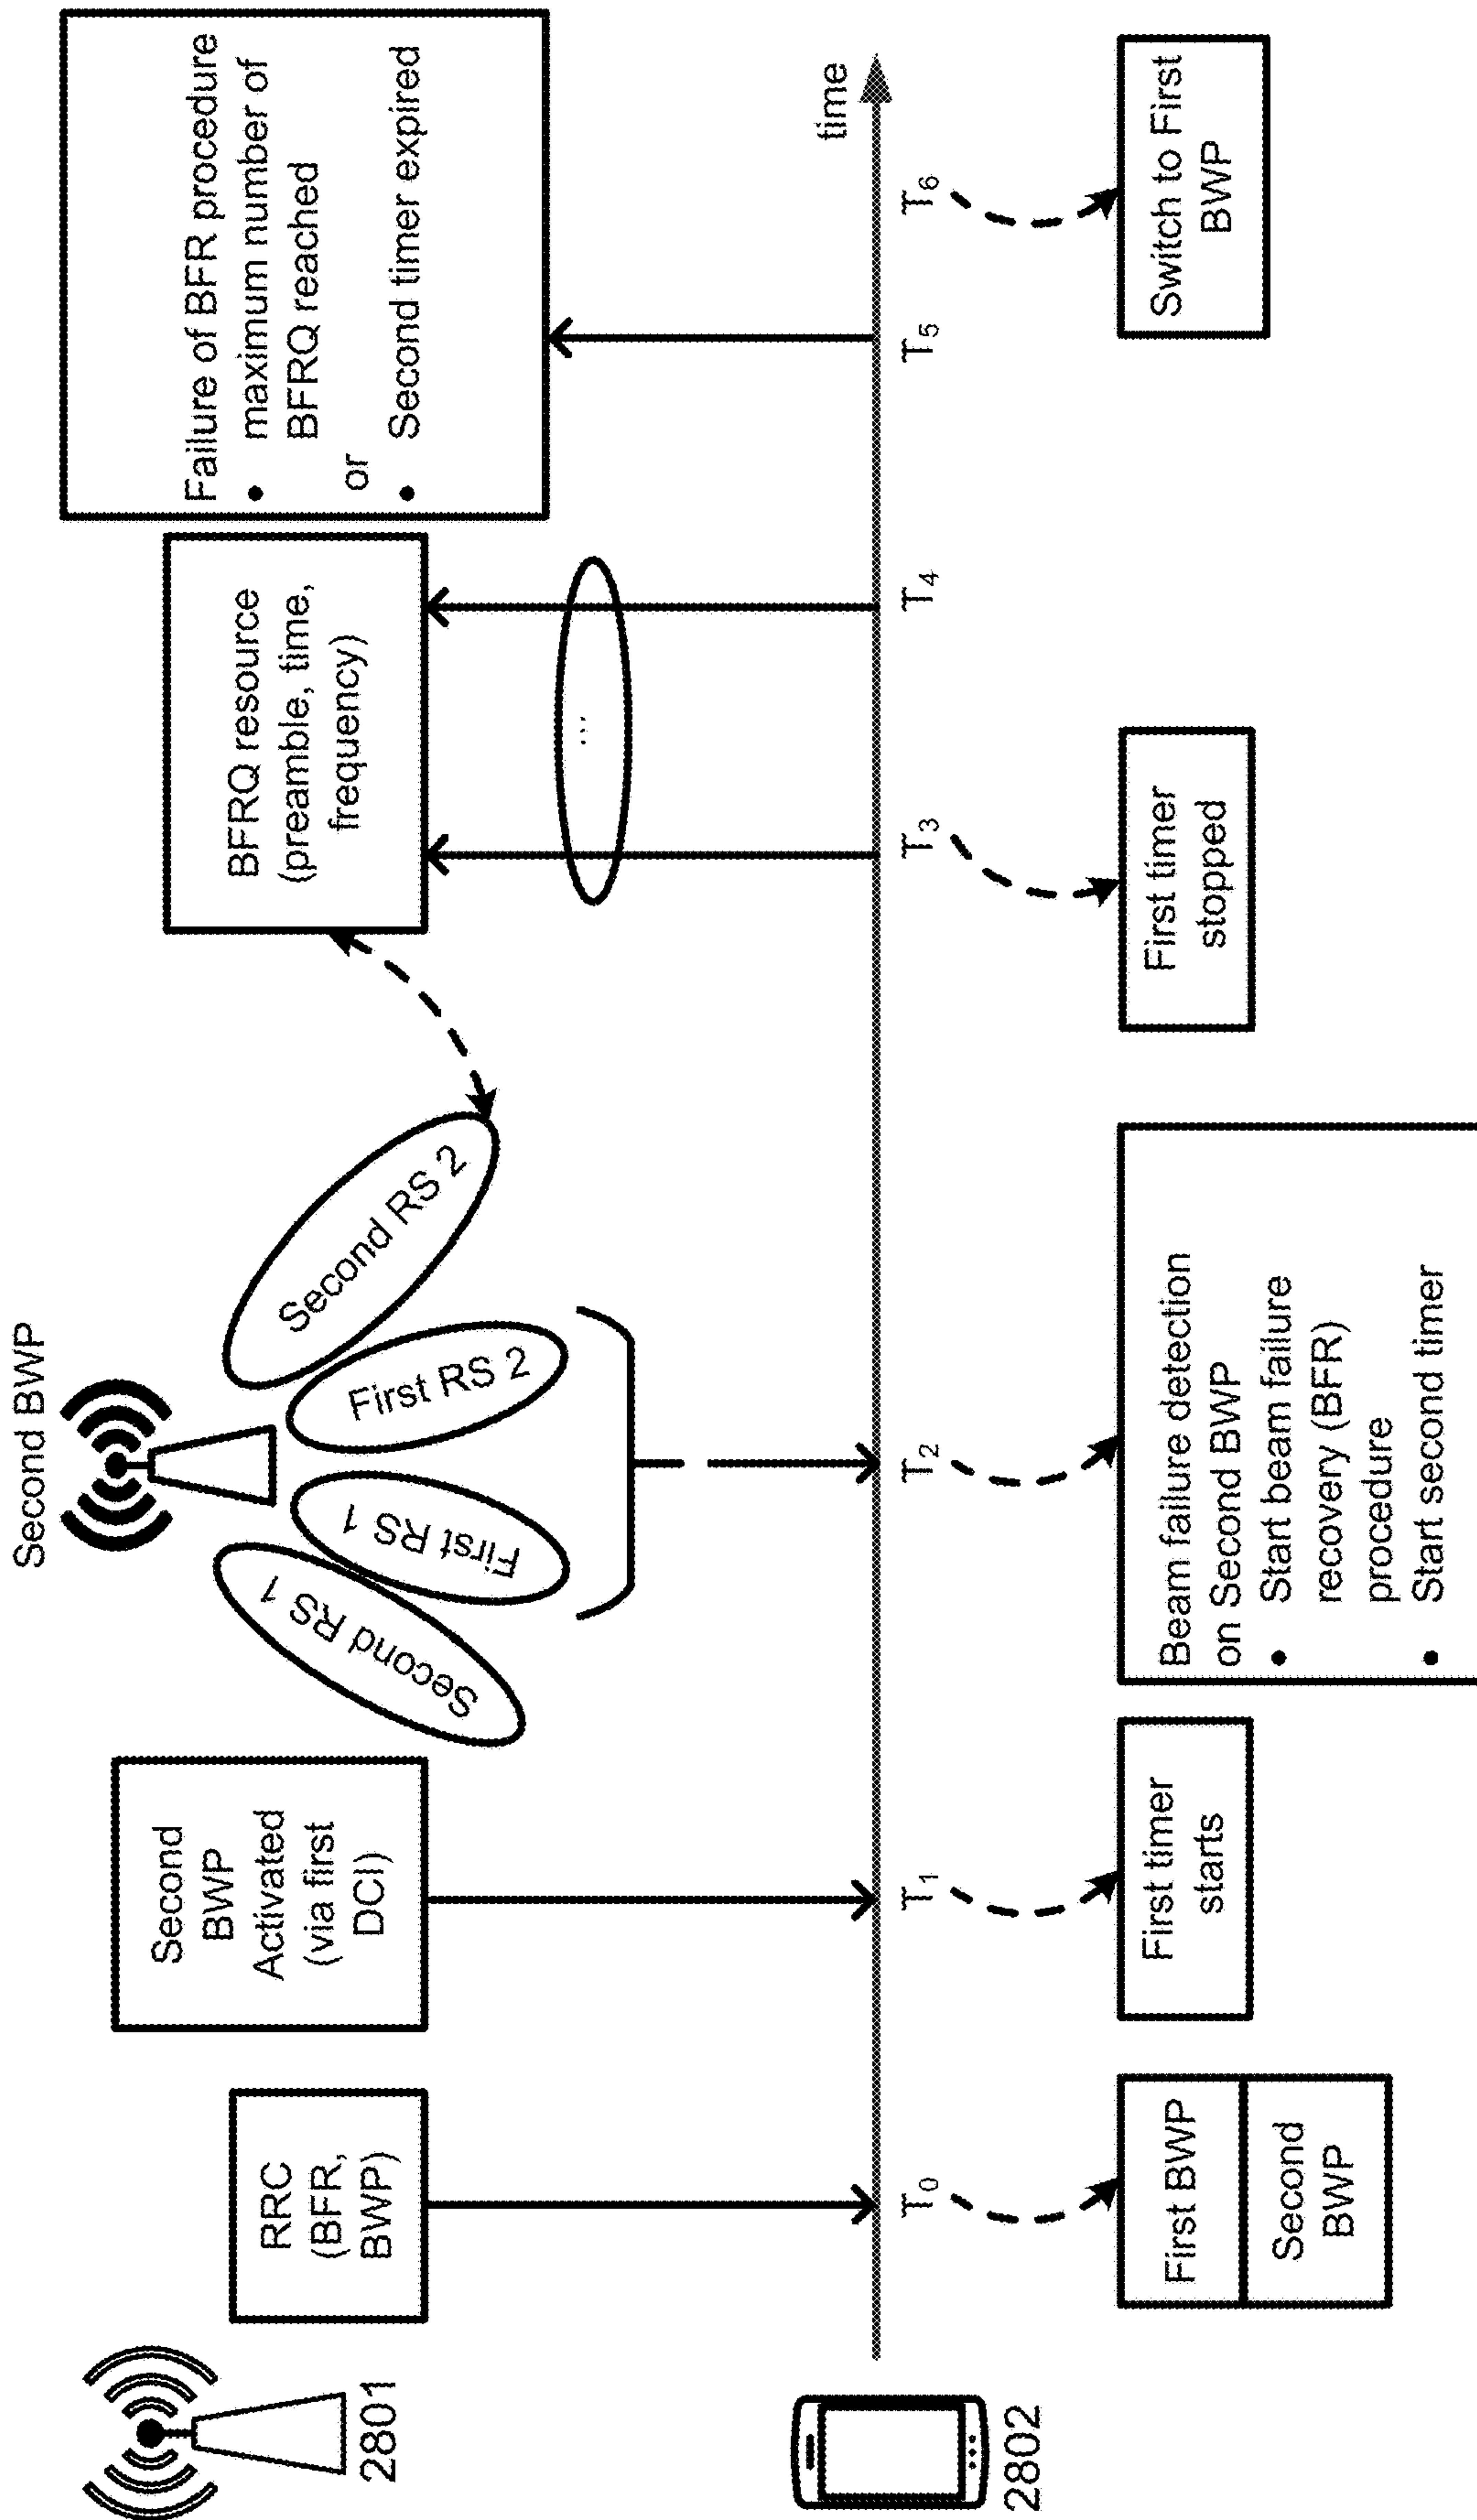 Second BWP
2801
RRC
(BFR,
BWP)
Second
BWP
Activated
(via first
DCI)
Second RS 1
First RS 1
First RS 2
Second RS 2
BFRQ resource
(preamble, time,
frequency)
...
Failure of BFR procedure
• maximum number of
BFRQ reached
or
• Second timer expired
2802
time
T0
T1
T2
T3
T4
T5
T6
First BWP
Second
BWP
First timer
starts
Beam failure detection
on Second BWP
• Start beam failure
recovery (BFR)
procedure
• Start second timer
First timer
stopped
Switch to First
BWP